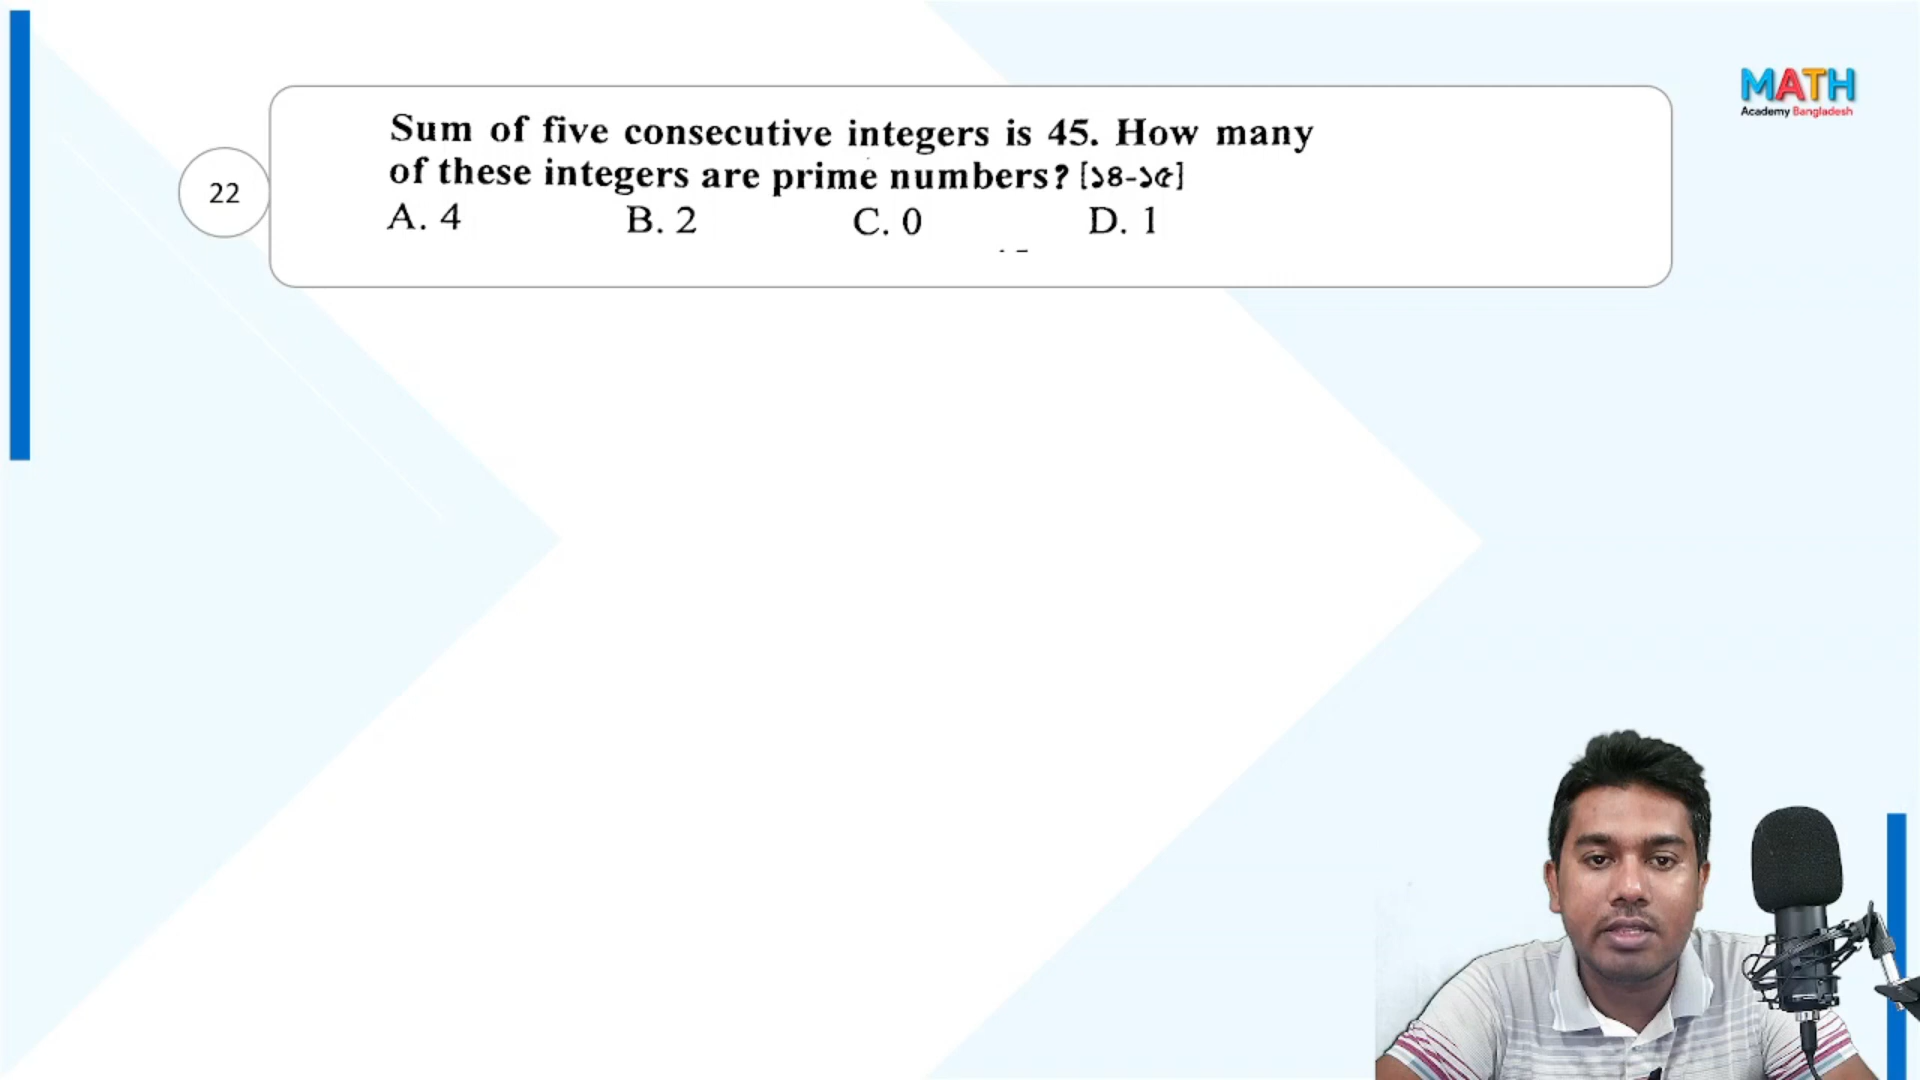 MATH
Academy Bangladesh
22
Sum of five consecutive integers is 45. How many
of these integers are prime numbers? [১৪-১৫]
A. 4 B. 2 C. 0 D. 1